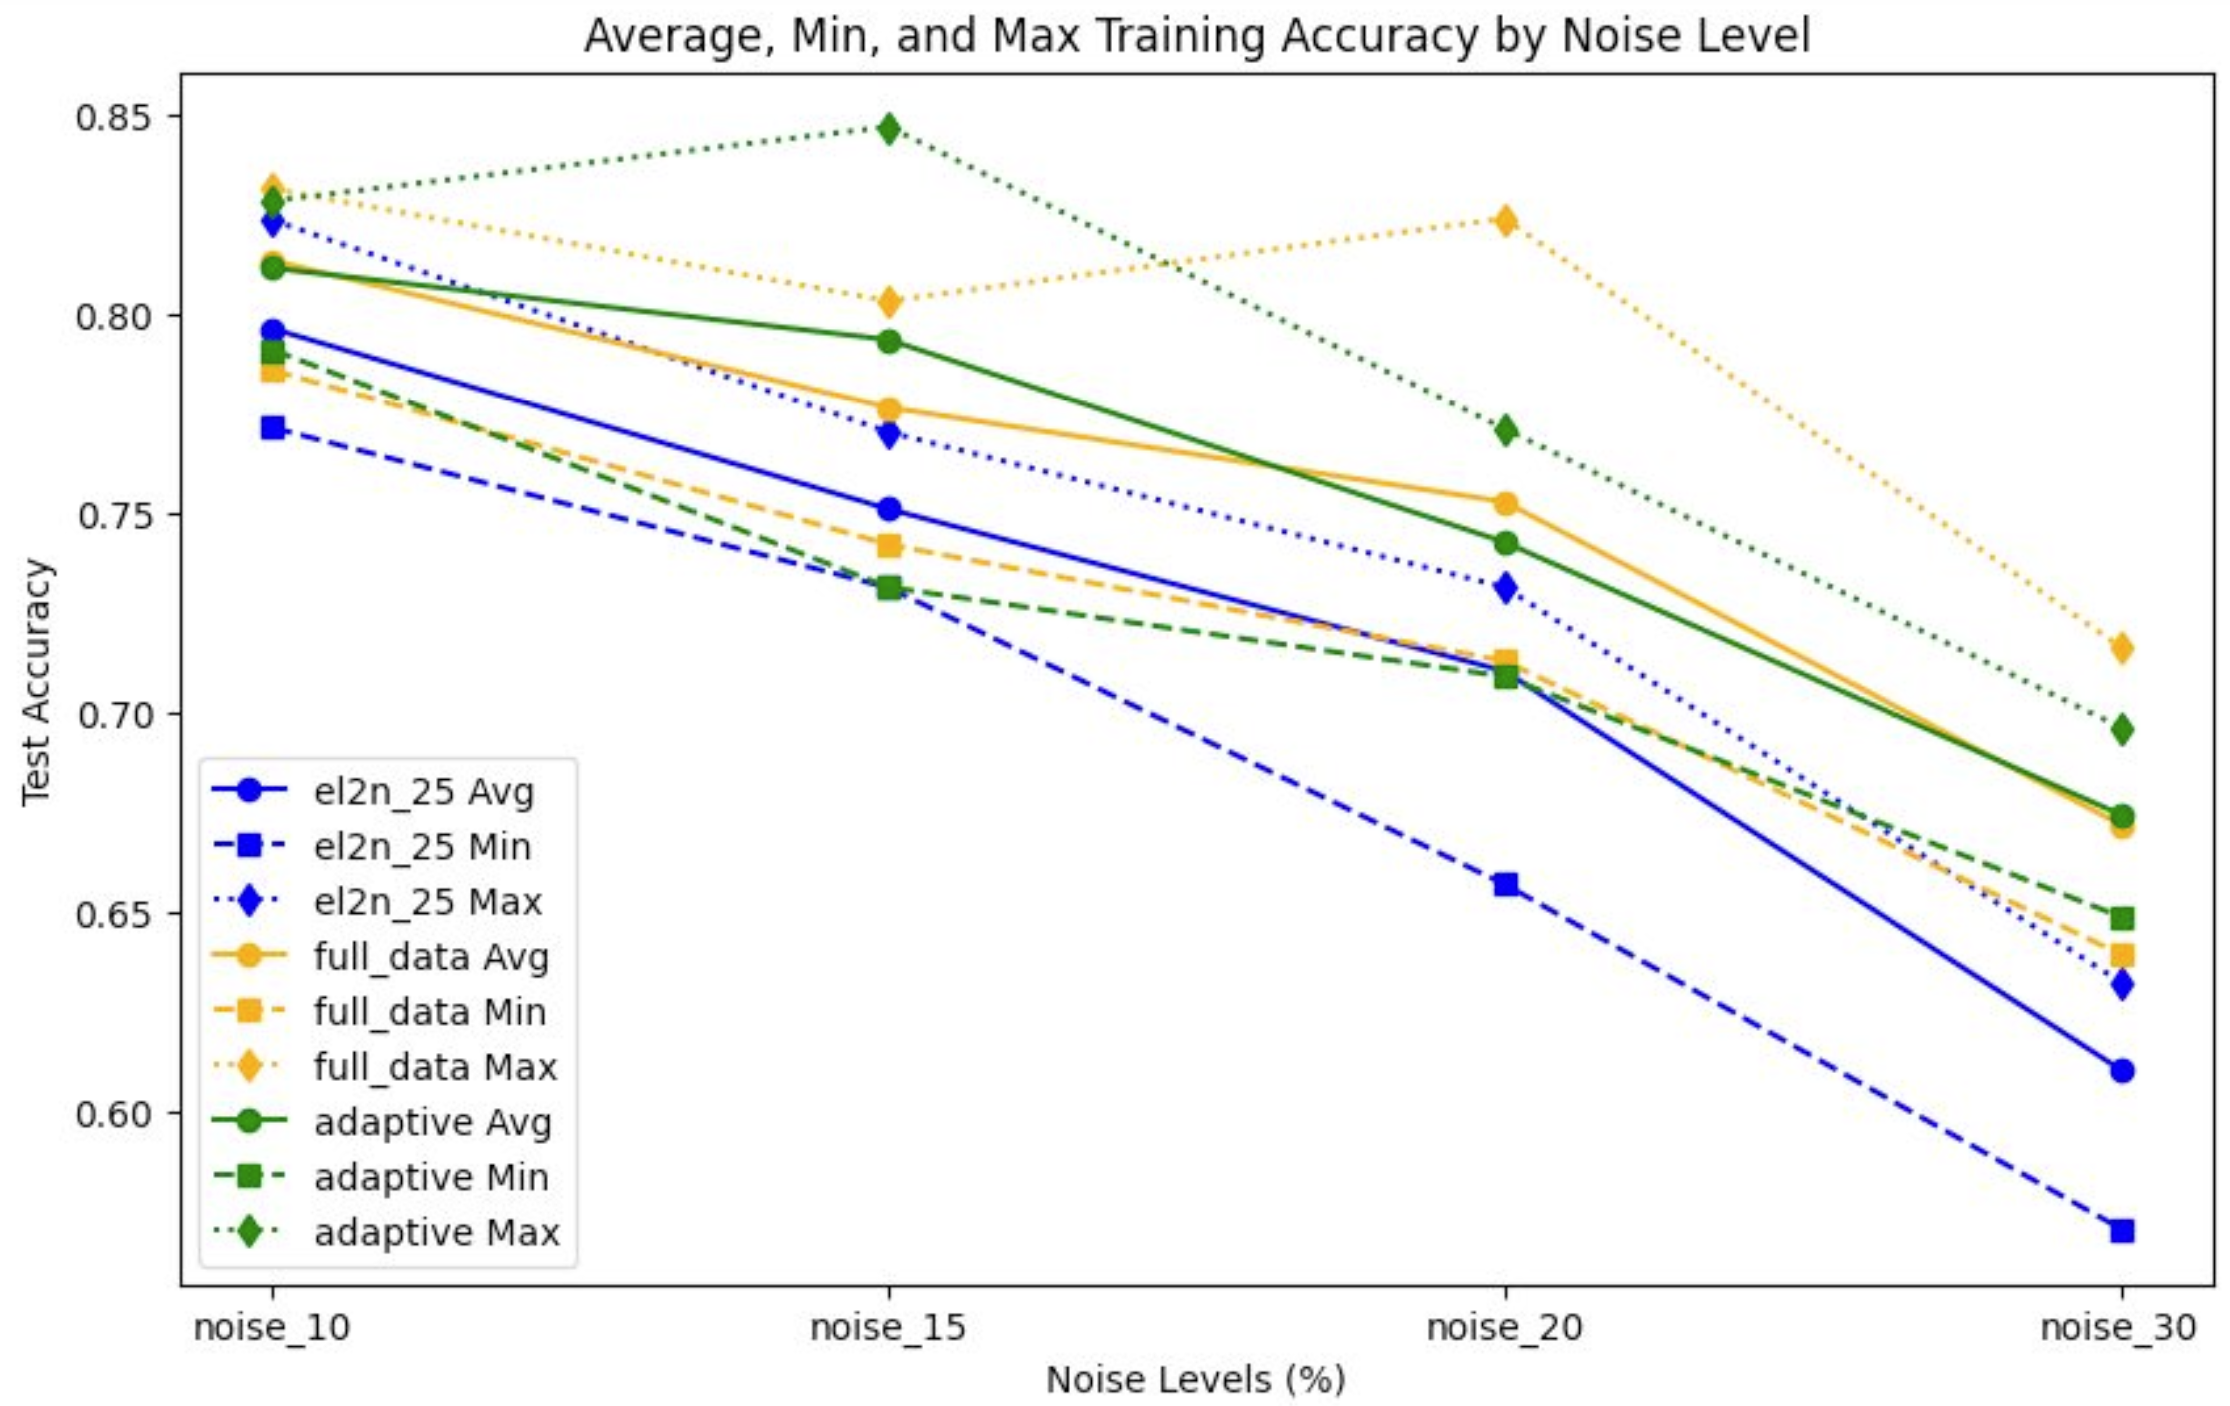 Average, Min, and Max Training Accuracy by Noise Level
Test Accuracy
0.85
0.80
0.75
0.70
0.65
0.60
el2n_25 Avg
el2n_25 Min
el2n_25 Max
full_data Avg
full_data Min
full_data Max
adaptive Avg
adaptive Min
adaptive Max
noise_10
noise_15
noise_20
noise_30
Noise Levels (%)